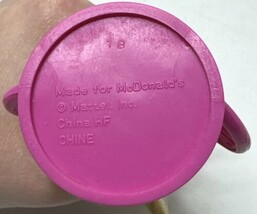 18
Made for McDonald's
© Mattel, Inc.
China HF
CHINE